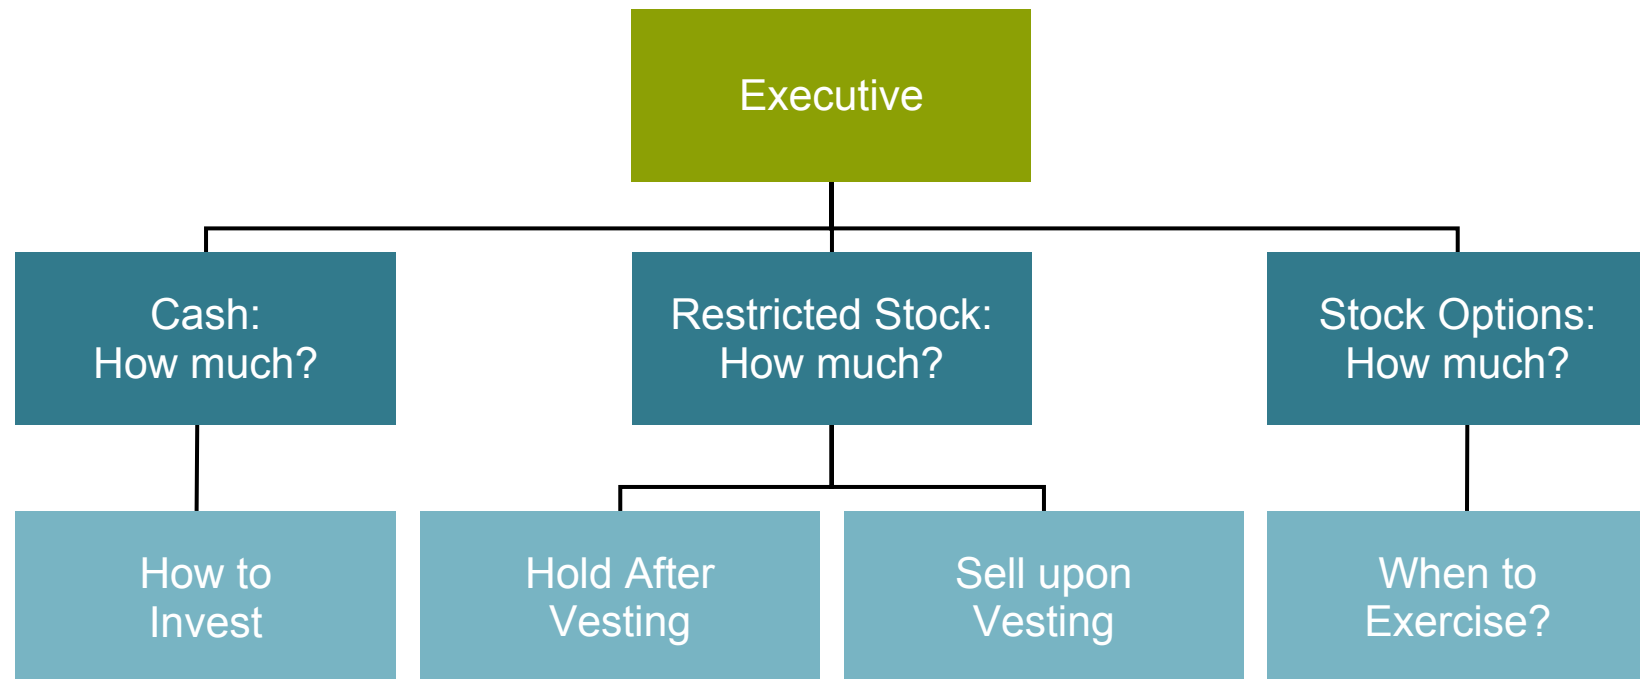 Executive
Cash:
How much?
Restricted Stock:
How much?
Stock Options:
How much?
How to
Invest
Hold After
Vesting
Sell upon
Vesting
When to
Exercise?